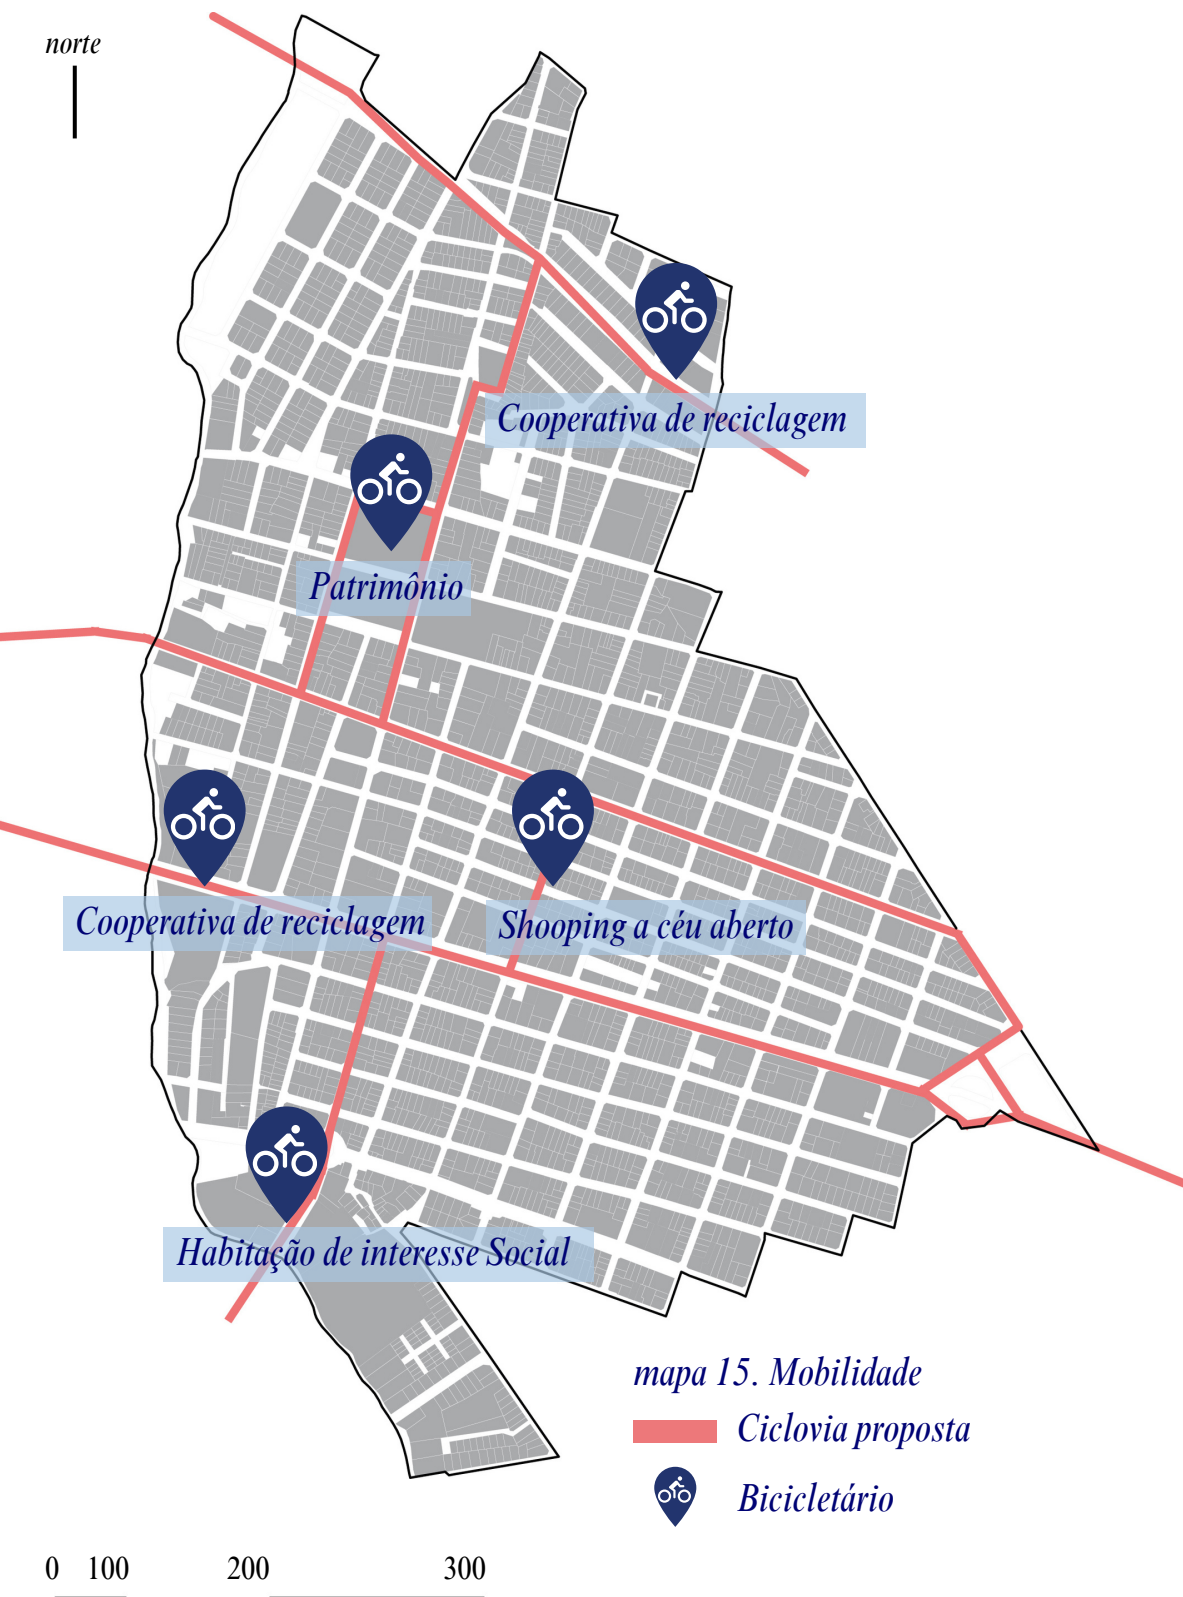 norte
Cooperativa de reciclagem
Patrimônio
Cooperativa de reciclagem
Shooping a céu aberto
Habitação de interesse Social
mapa 15. Mobilidade
Ciclovia proposta
Bicicletário
0 100 200 300